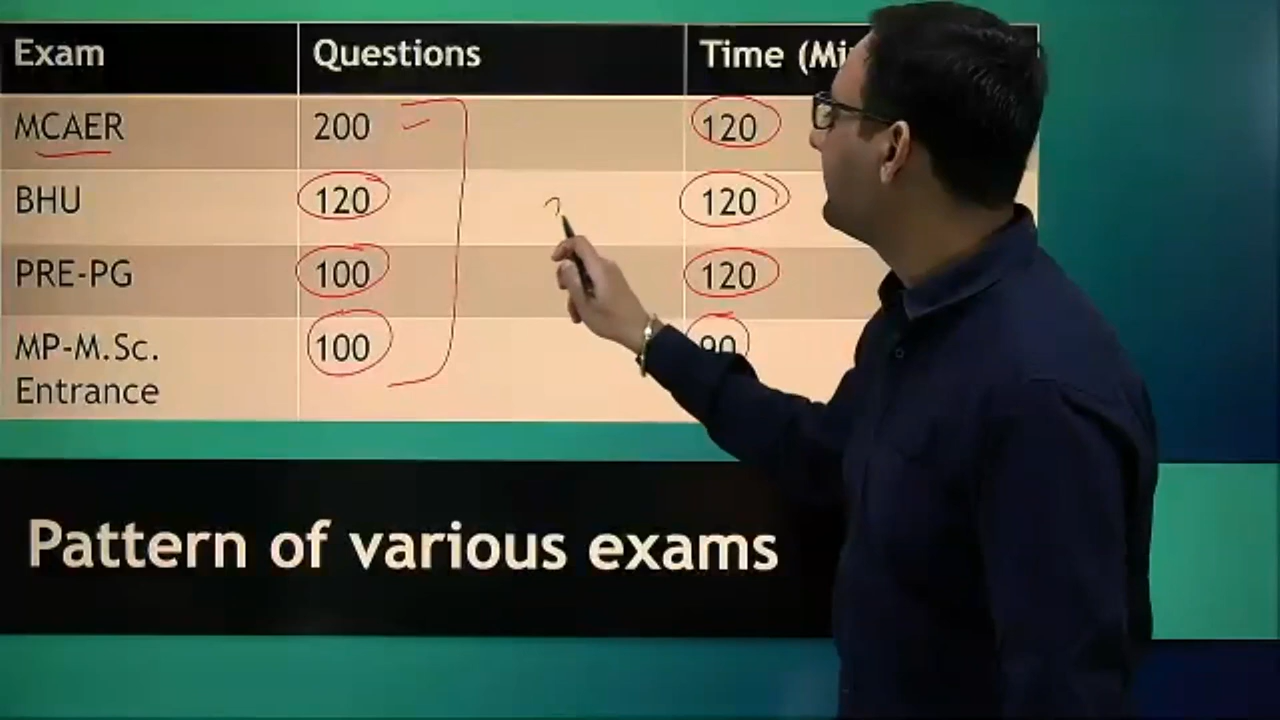 Exam Questions Time
MCAER 200 120
BHU 120 120
PRE-PG 100 120
MP-M.Sc. 100 90
Entrance
Pattern of various exams